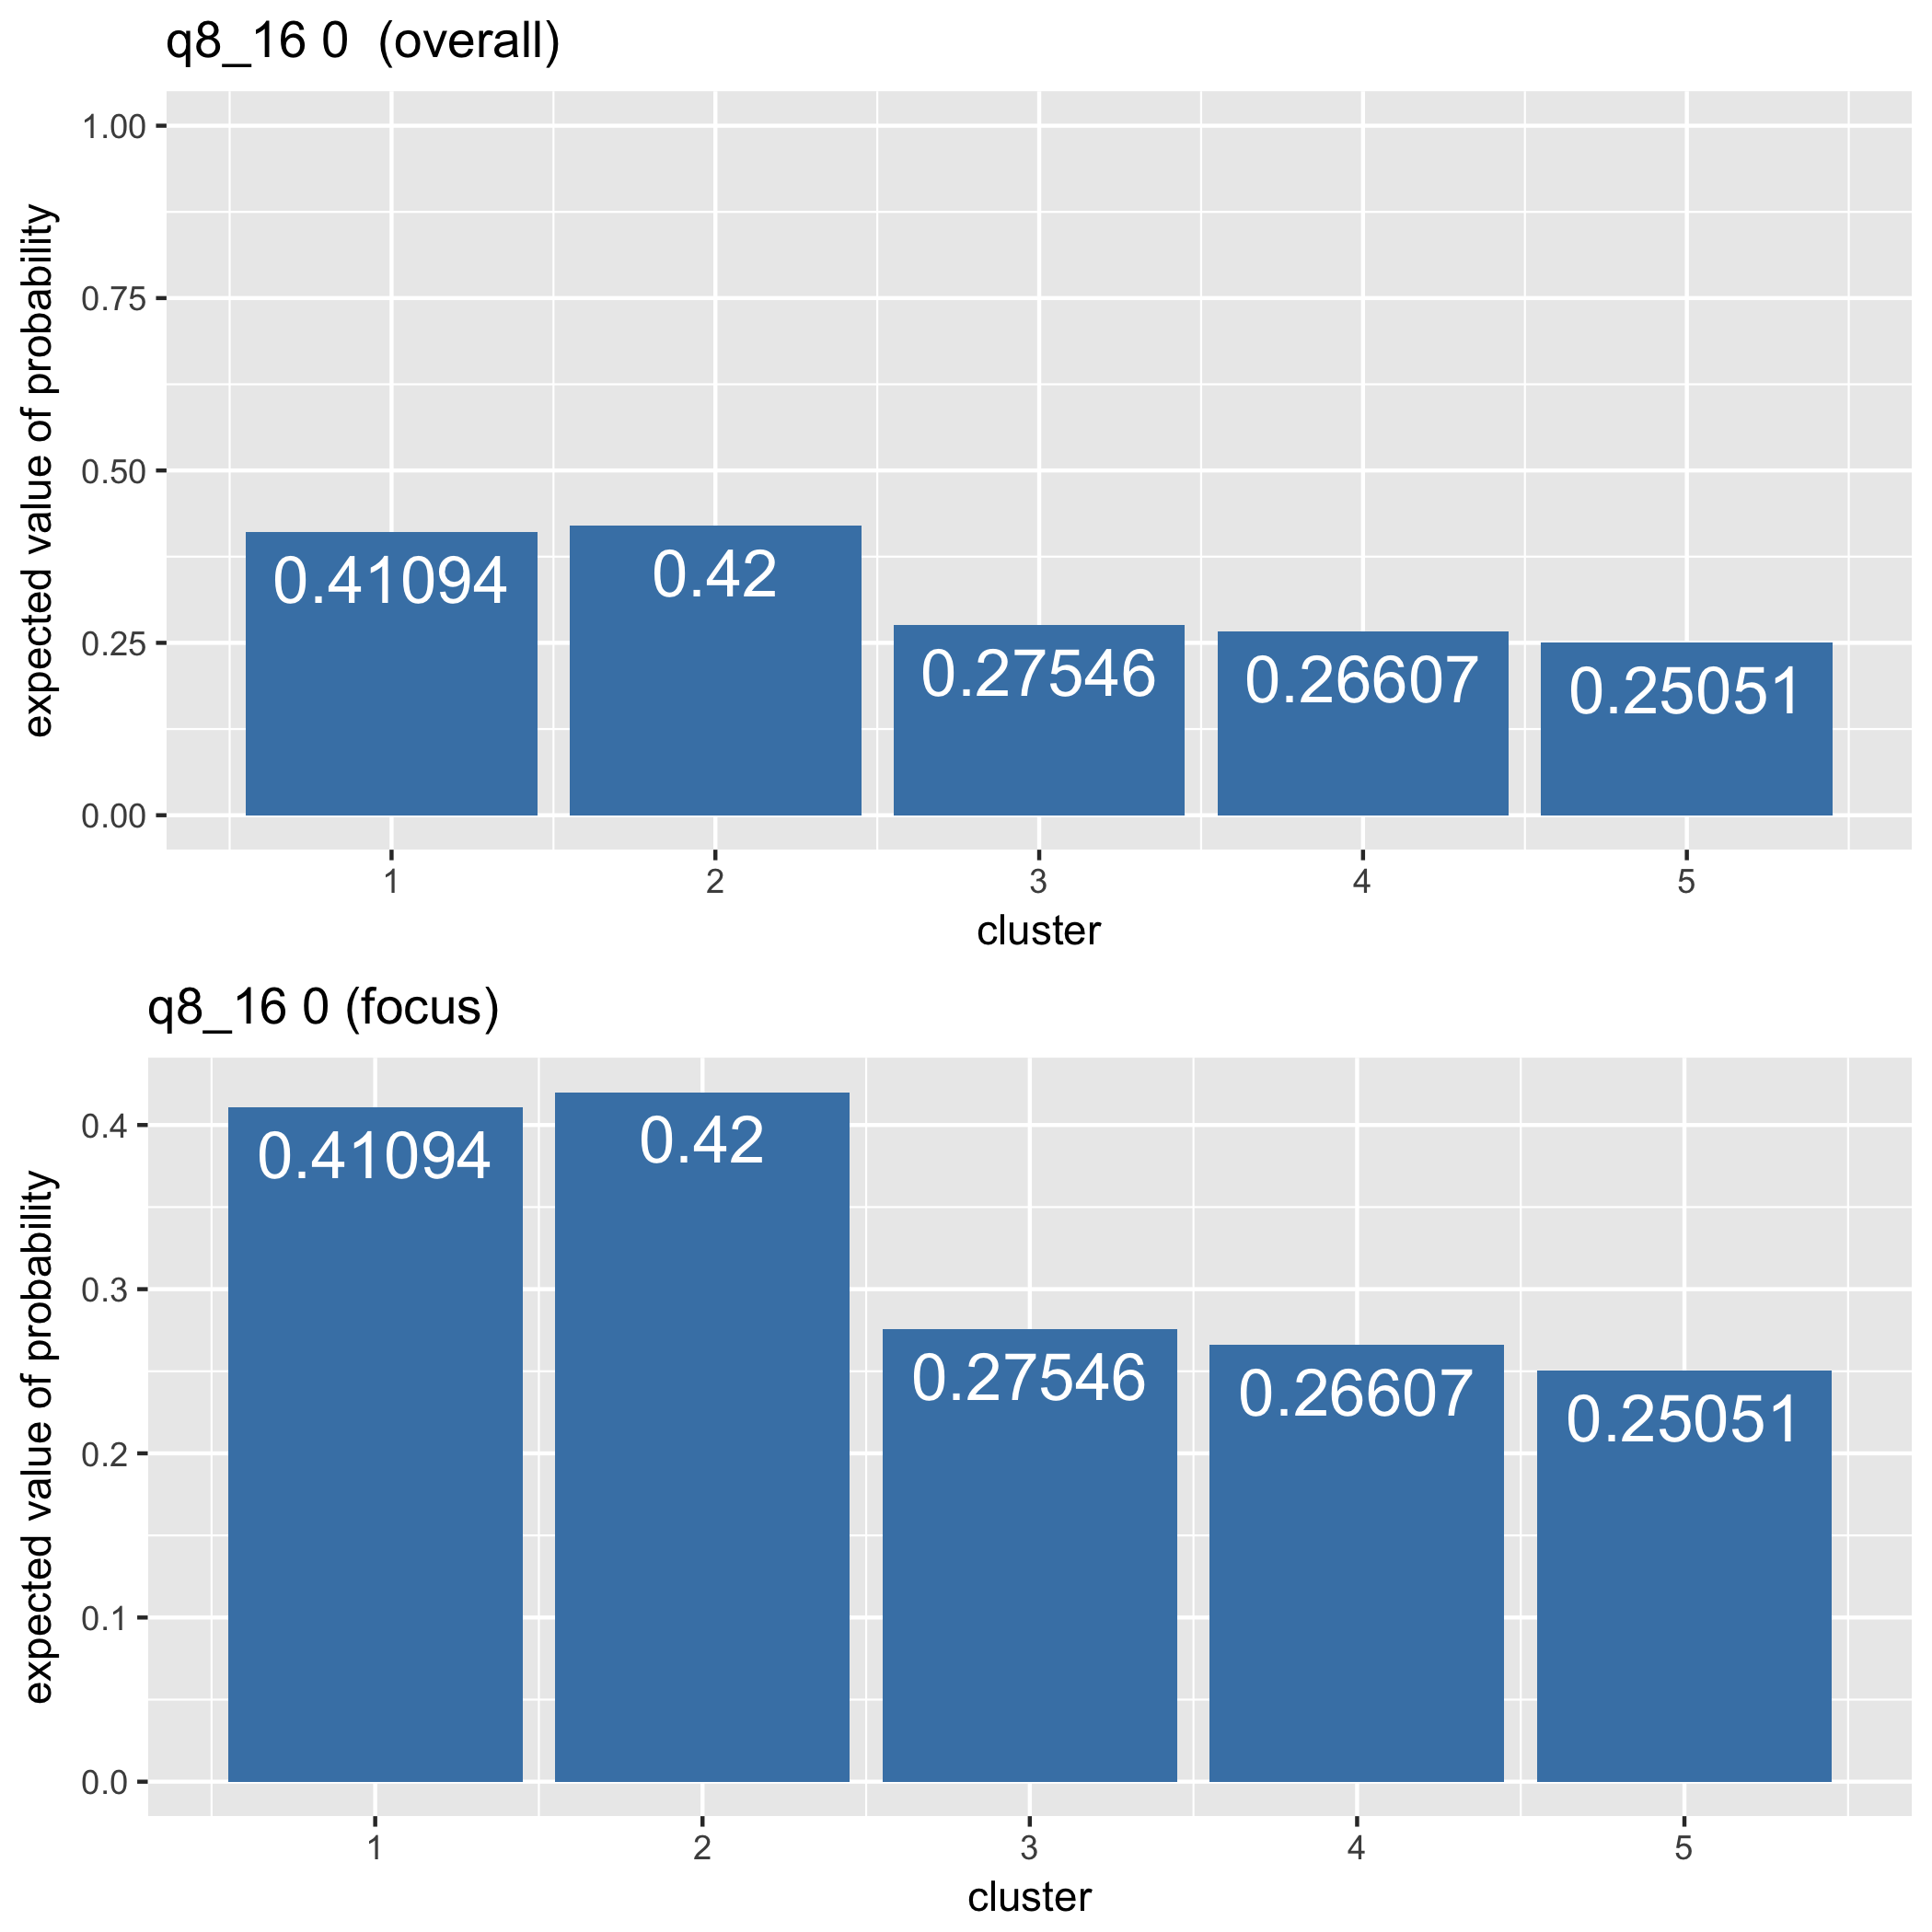 q8_16 0  (overall)
expected value of probability
1.00
0.75
0.50
0.25
0.00
0.41094
0.42
0.27546
0.26607
0.25051
1 2 3 4 5
cluster
q8_16 0 (focus)
expected value of probability
0.4
0.3
0.2
0.1
0.0
0.41094
0.42
0.27546
0.26607
0.25051
1 2 3 4 5
cluster